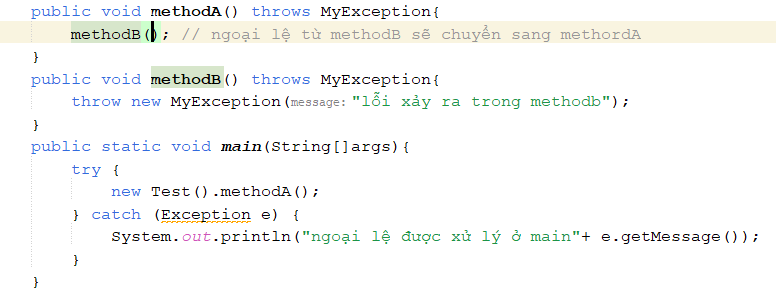 public void methodA() throws MyException{
methodB(); // ngoại lệ từ methodB sẽ chuyển sang methordA
}
public void methodB() throws MyException{
throw new MyException(message: "lỗi xảy ra trong methodb");
}
public static void main(String[]args){
try {
new Test().methodA();
} catch (Exception e) {
System.out.println("ngoại lệ được xử lý ở main"+ e.getMessage());
}
}